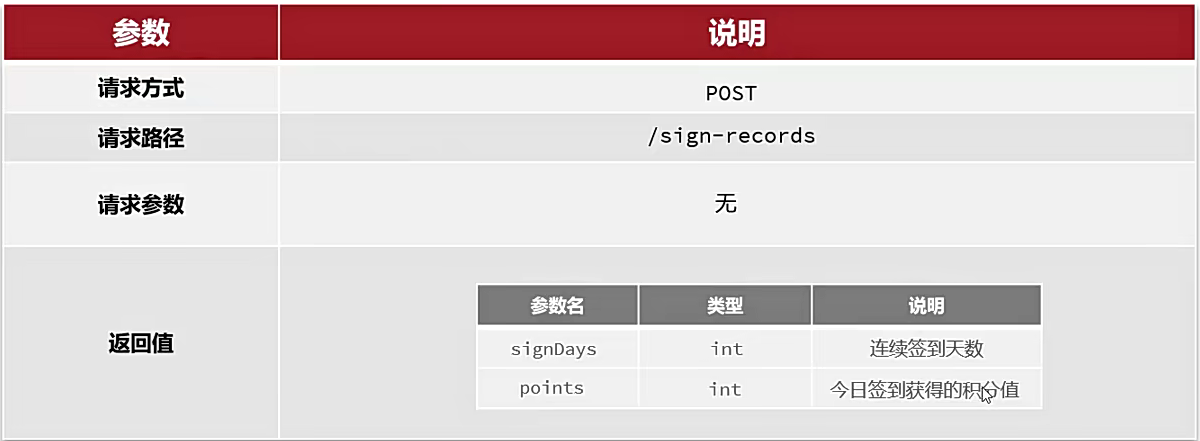 参数 说明
请求方式 POST
请求路径 /sign-records
请求参数 无
返回值
参数名 类型 说明
signDays int 连续签到天数
points int 今日签到获得的积分值